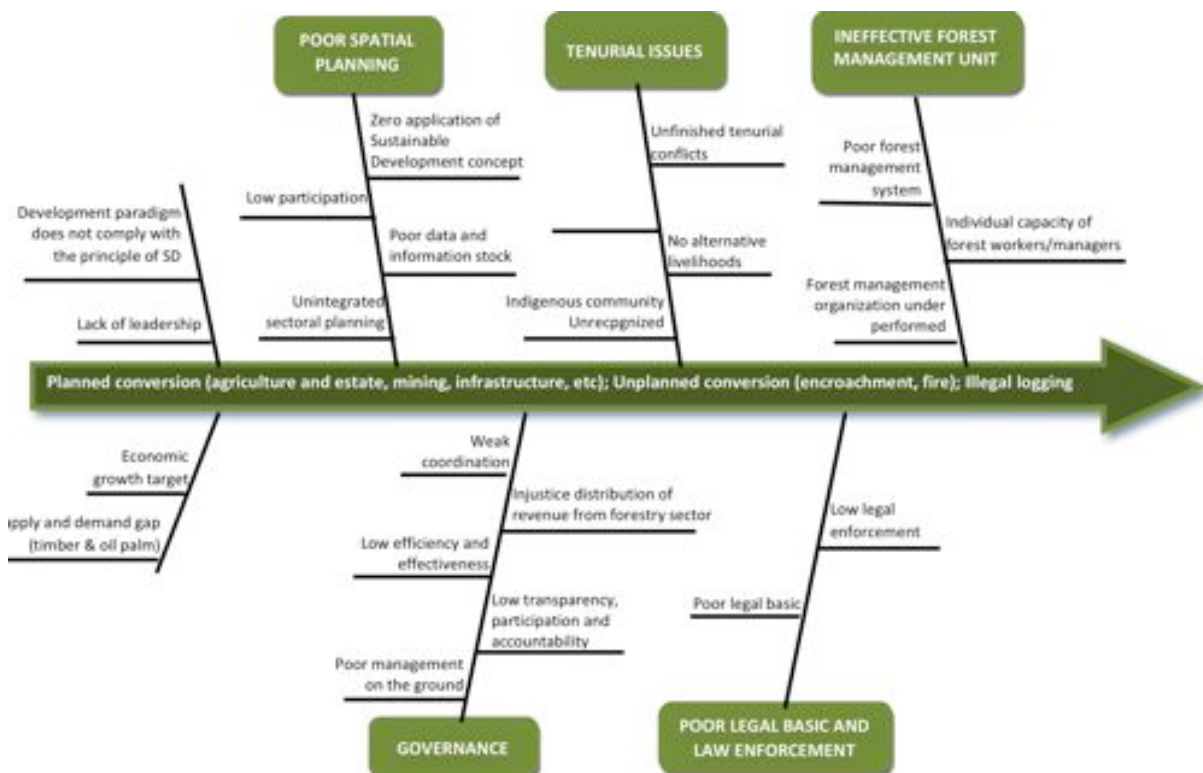 POOR SPATIAL
PLANNING
TENURIAL ISSUES
INEFFECTIVE FOREST
MANAGEMENT UNIT
Zero application of
Sustainable
Development concept
Low participation
Poor data and
information stock
Unintegrated
sectoral planning
Unfinished tenurial
conflicts
No alternative
livelihoods
Indigenous community
Unrecpgnized
Poor forest
management
system
Individual capacity of
forest workers/managers
Forest management
organization under
performed
Development paradigm
does not comply with
the principle of SD
Lack of leadership
Planned conversion (agriculture and estate, mining, infrastructure, etc); Unplanned conversion (encroachment, fire); Illegal logging
Economic
growth target
apply and demand gap
(timber & oil palm)
Weak
coordination
Injustice distribution of
revenue from forestry sector
Low efficiency and
effectiveness
Low transparency,
participation and
accountability
Poor management
on the ground
GOVERNANCE
Low legal
enforcement
Poor legal basic
POOR LEGAL BASIC AND
LAW ENFORCEMENT